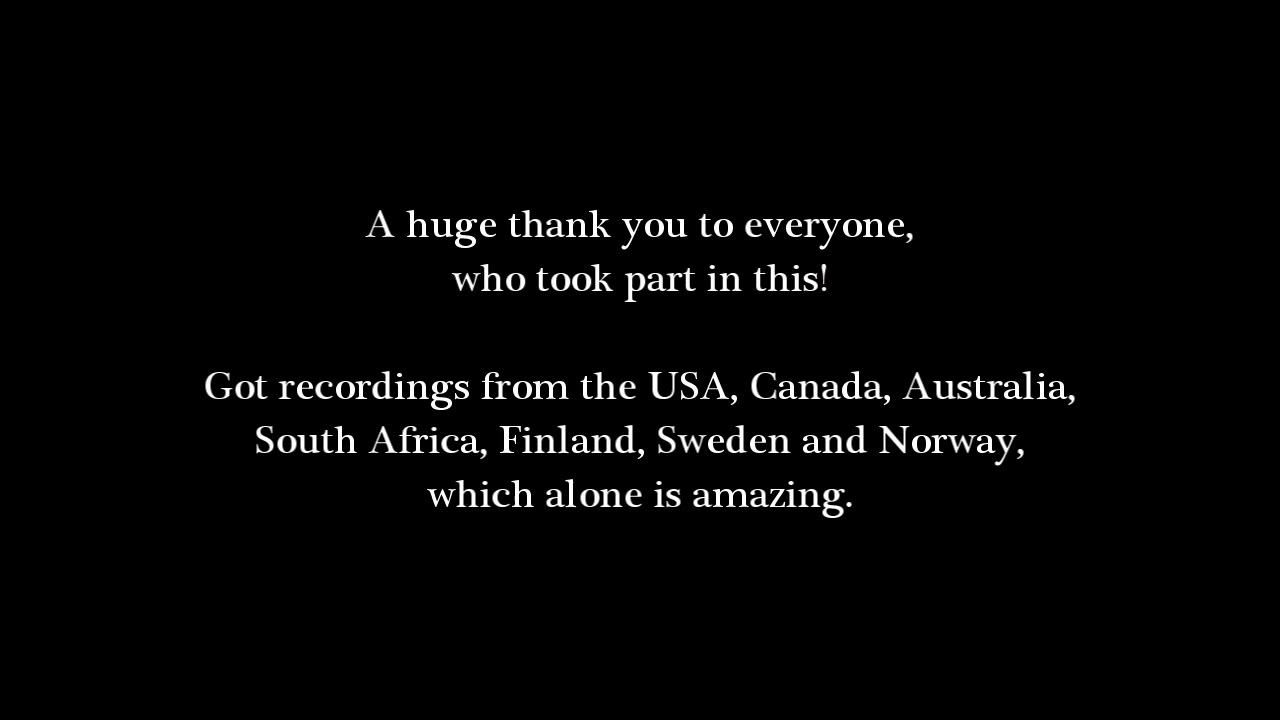 A huge thank you to everyone,
who took part in this!
Got recordings from the USA, Canada, Australia,
South Africa, Finland, Sweden and Norway,
which alone is amazing.